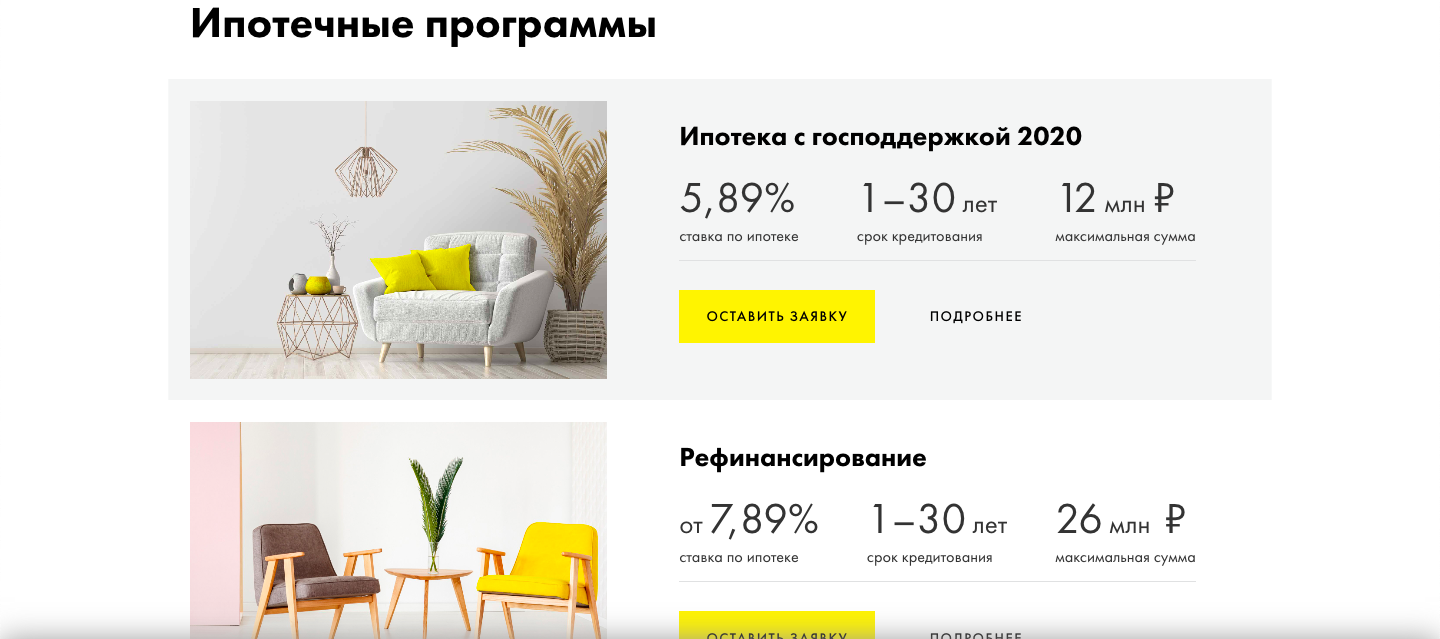 Ипотечные программы
Ипотека с господдержкой 2020
5,89% 1–30 лет 12 млн ₽
ставка по ипотеке срок кредитования максимальная сумма
ОСТАВИТЬ ЗАЯВКУ ПОДРОБНЕЕ
Рефинансирование
от 7,89% 1–30 лет 26 млн ₽
ставка по ипотеке срок кредитования максимальная сумма
ОСТАВИТЬ ЗАЯВКУ ПОДРОБНЕЕ